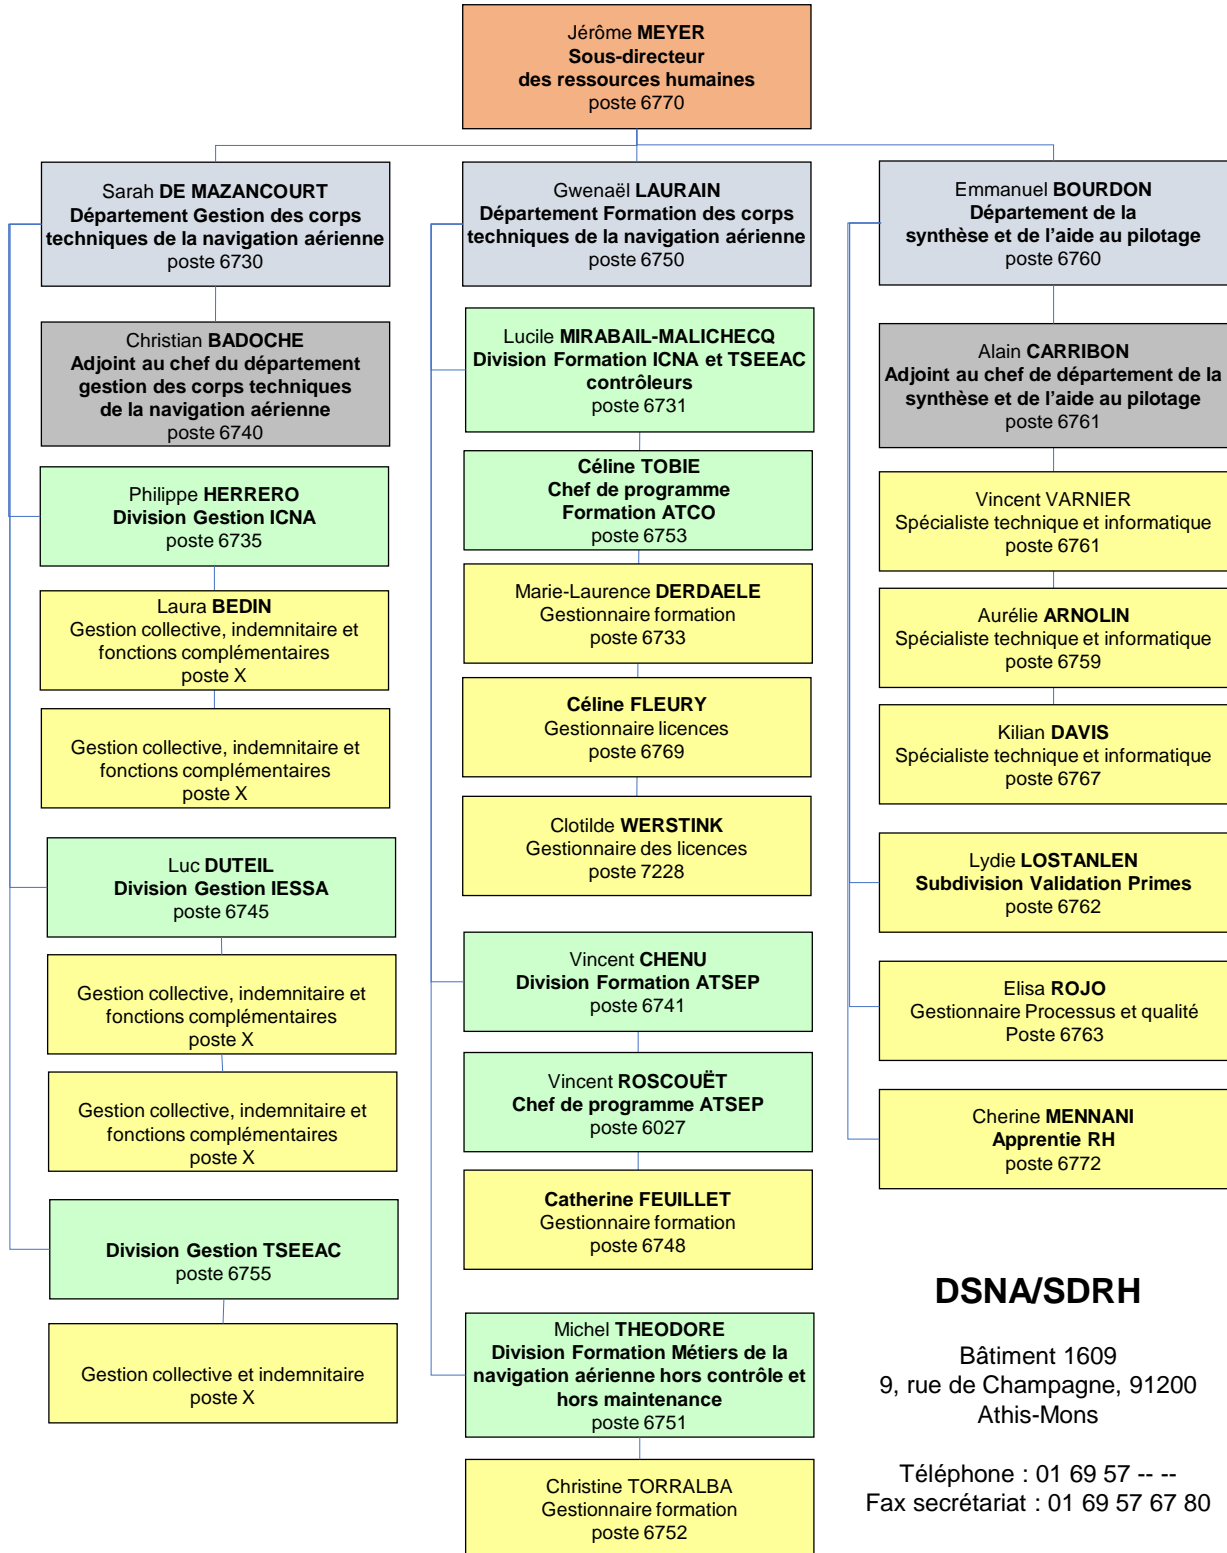 Jérôme MEYER
Sous-directeur
des ressources humaines
poste 6770
Sarah DE MAZANCOURT
Département Gestion des corps
techniques de la navigation aérienne
poste 6730
Christian BADOCHE
Adjoint au chef du département
gestion des corps techniques
de la navigation aérienne
poste 6740
Philippe HERRERO
Division Gestion ICNA
poste 6735
Laura BEDIN
Gestion collective, indemnitaire et
fonctions complémentaires
poste X
Gestion collective, indemnitaire et
fonctions complémentaires
poste X
Luc DUTEIL
Division Gestion IESSA
poste 6745
Gestion collective, indemnitaire et
fonctions complémentaires
poste X
Gestion collective, indemnitaire et
fonctions complémentaires
poste X
Division Gestion TSEEAC
poste 6755
Gestion collective et indemnitaire
poste X
Gwenaël LAURAIN
Département Formation des corps
techniques de la navigation aérienne
poste 6750
Lucile MIRABAIL-MALICHECQ
Division Formation ICNA et TSEEAC
contrôleurs
poste 6731
Céline TOBIE
Chef de programme
Formation ATCO
poste 6753
Marie-Laurence DERDAELE
Gestionnaire formation
poste 6733
Céline FLEURY
Gestionnaire licences
poste 6769
Clotilde WERSTINK
Gestionnaire des licences
poste 7228
Vincent CHENU
Division Formation ATSEP
poste 6741
Vincent ROSCOUËT
Chef de programme ATSEP
poste 6027
Catherine FEUILLET
Gestionnaire formation
poste 6748
Michel THEODORE
Division Formation Métiers de la
navigation aérienne hors contrôle et
hors maintenance
poste 6751
Christine TORRALBA
Gestionnaire formation
poste 6752
Emmanuel BOURDON
Département de la
synthèse et de l’aide au pilotage
poste 6760
Alain CARRIBON
Adjoint au chef de département de la
synthèse et de l’aide au pilotage
poste 6761
Vincent VARNIER
Spécialiste technique et informatique
poste 6761
Aurélie ARNOLIN
Spécialiste technique et informatique
poste 6759
Kilian DAVIS
Spécialiste technique et informatique
poste 6767
Lydie LOSTANLEN
Subdivision Validation Primes
poste 6762
Elisa ROJO
Gestionnaire Processus et qualité
Poste 6763
Cherine MENNANI
Apprentie RH
poste 6772
DSNA/SDRH
Bâtiment 1609
9, rue de Champagne, 91200
Athis-Mons
Téléphone : 01 69 57 -- --
Fax secrétariat : 01 69 57 67 80